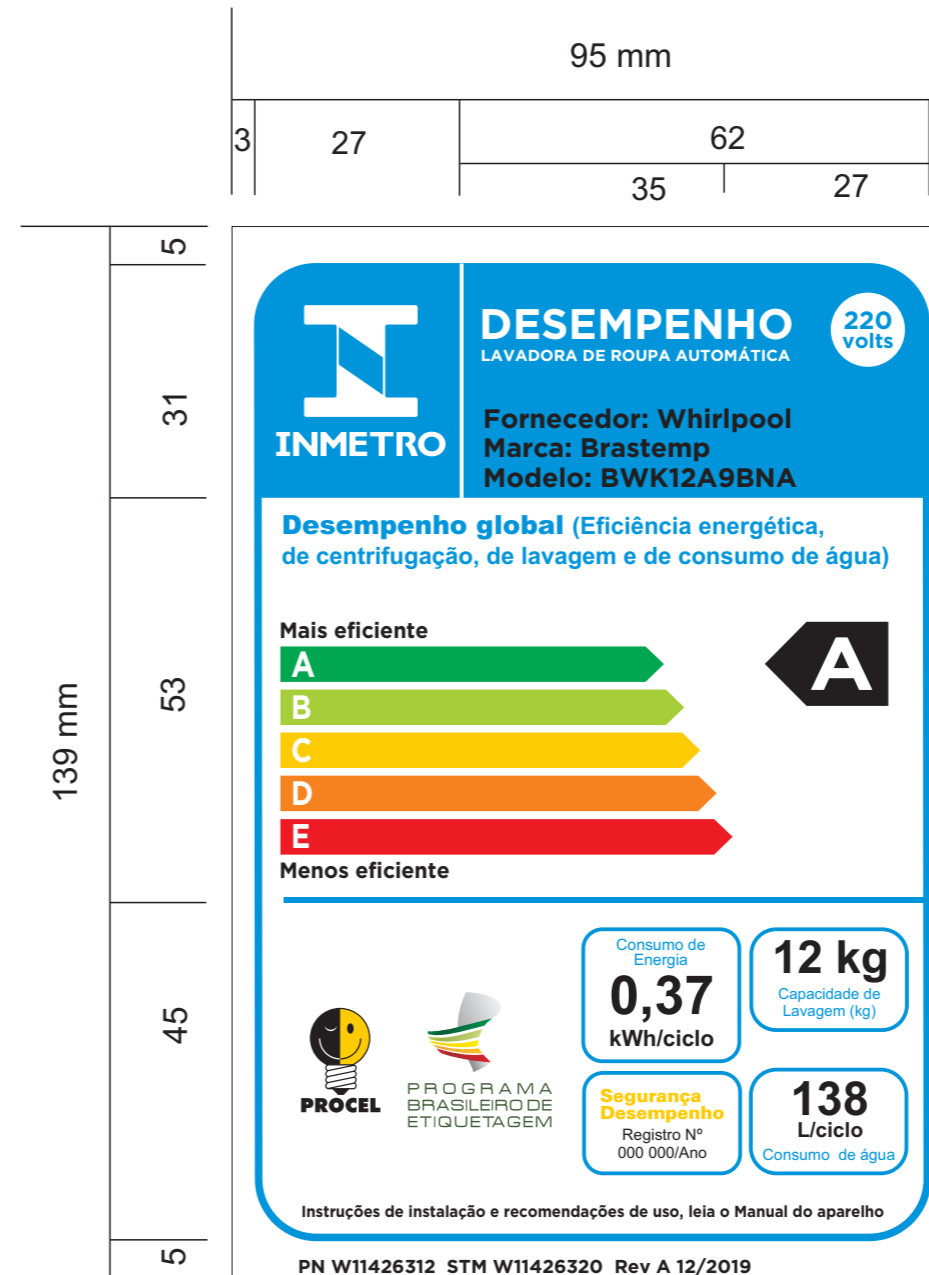 95 mm
3
27
62
35
27
5
31
53
139 mm
45
5
INMETRO
DESEMPENHO
LAVADORA DE ROUPA AUTOMÁTICA
220
volts
Fornecedor: Whirlpool
Marca: Brastemp
Modelo: BWK12A9BNA
Desempenho global (Eficiência energética,
de centrifugação, de lavagem e de consumo de água)
Mais eficiente
A
A
B
C
D
E
Menos eficiente
Consumo de
Energia
0,37
kWh/ciclo
12 kg
Capacidade de
Lavagem (kg)
PROCEL
PROGRAMA
BRASILEIRO DE
ETIQUETAGEM
Segurança
Desempenho
Registro Nº
000 000/Ano
138
L/ciclo
Consumo de água
Instruções de instalação e recomendações de uso, leia o Manual do aparelho
PN W11426312 STM W11426320 Rev A 12/2019